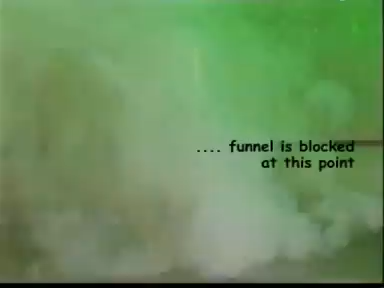 .... funnel is blocked
at this point